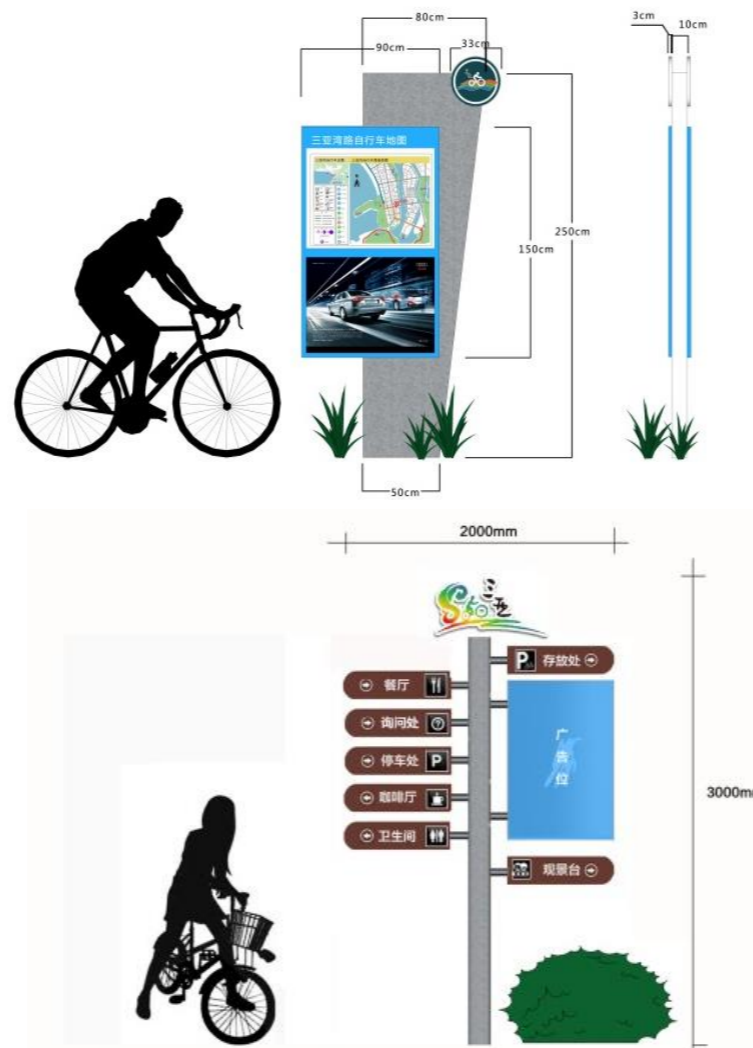 80cm
3cm
10cm
90cm
33cm
三亚湾路自行车地图
150cm
250cm
50cm
2000mm
三亚
存放处
餐厅
询问处
广告位
停车处
3000mm
咖啡厅
卫生间
观景台